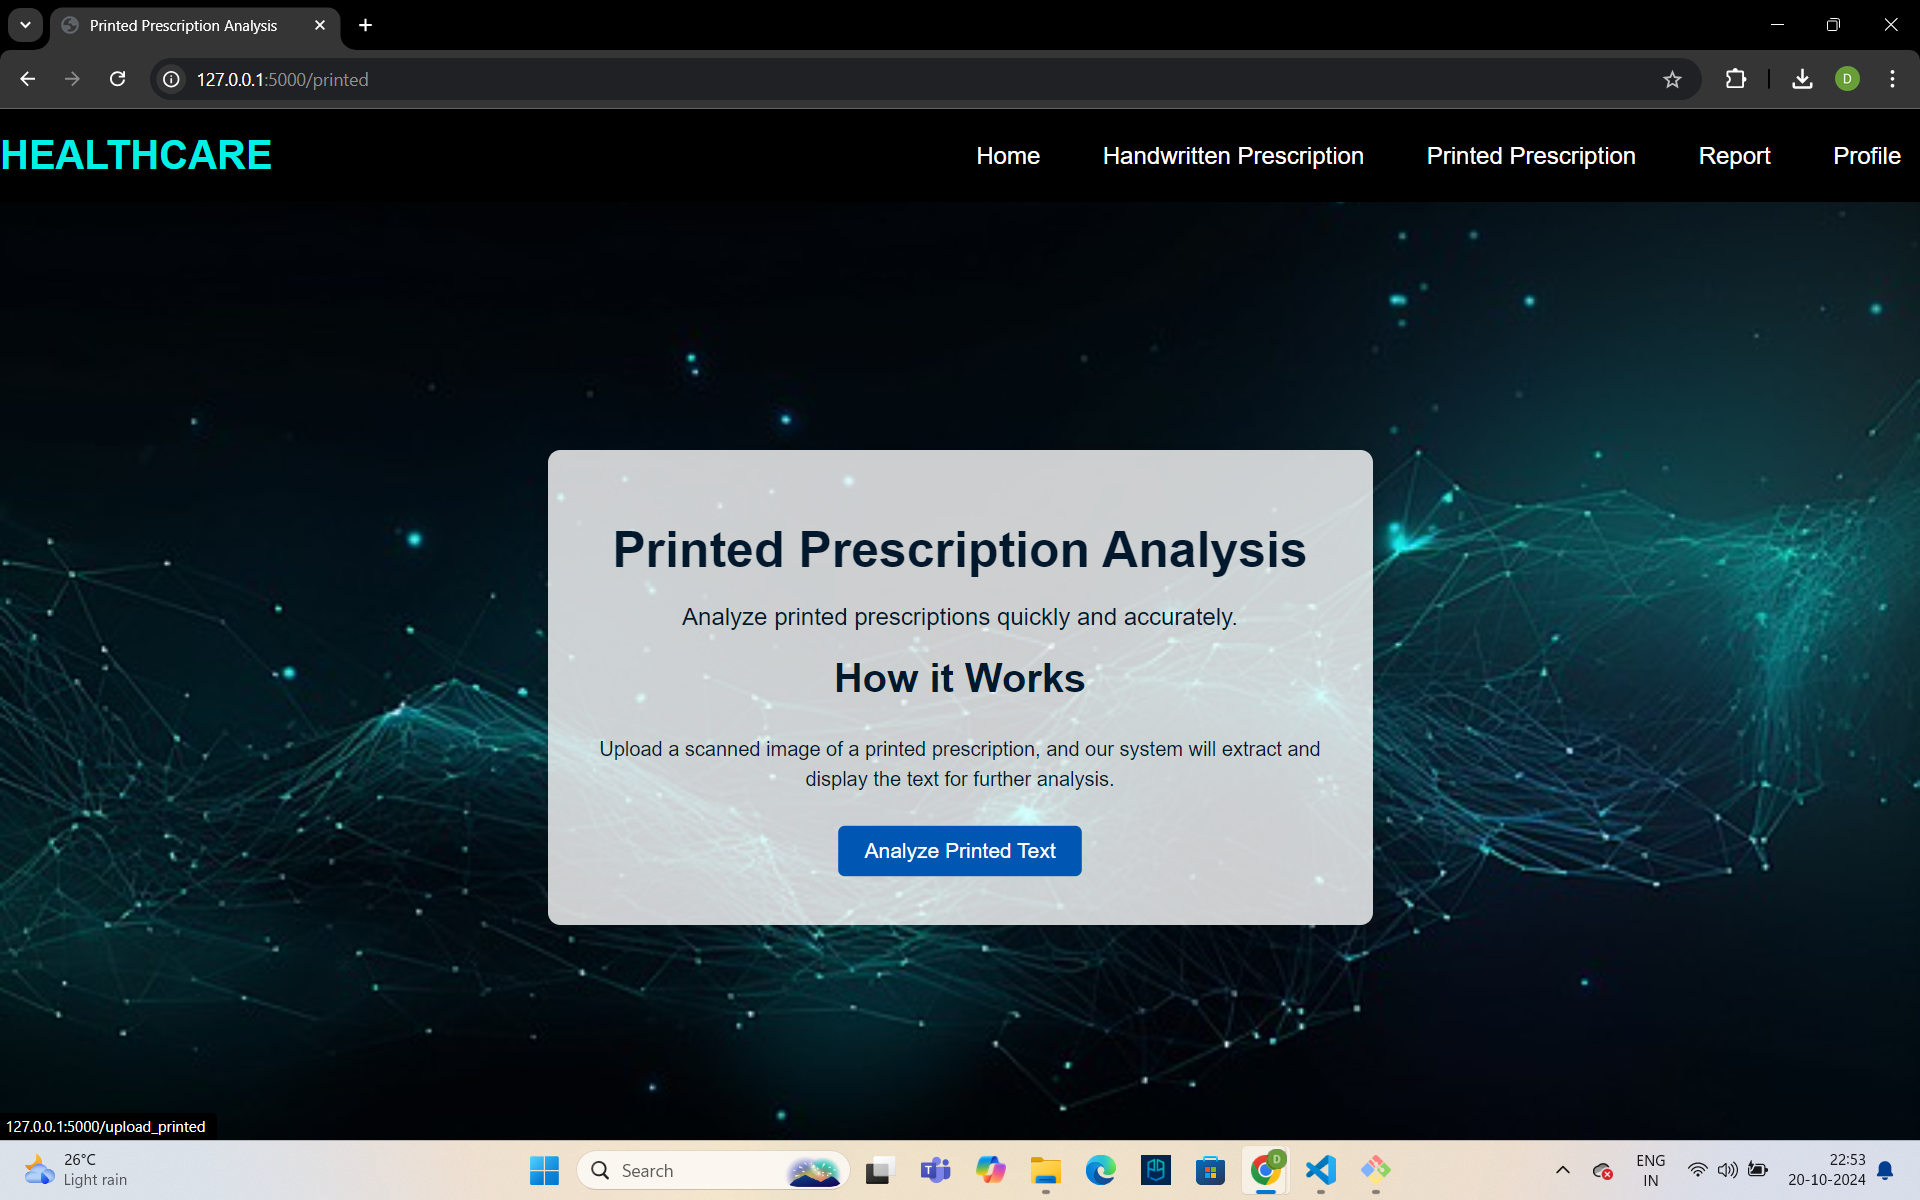 Printed Prescription Analysis
127.0.0.1:5000/printed
D
HEALTHCARE
Home
Handwritten Prescription
Printed Prescription
Report
Profile
Printed Prescription Analysis
Analyze printed prescriptions quickly and accurately.
How it Works
Upload a scanned image of a printed prescription, and our system will extract and
display the text for further analysis.
Analyze Printed Text
127.0.0.1:5000/upload_printed
26°C
Light rain
Search
D
ENG
IN
22:53
20-10-2024